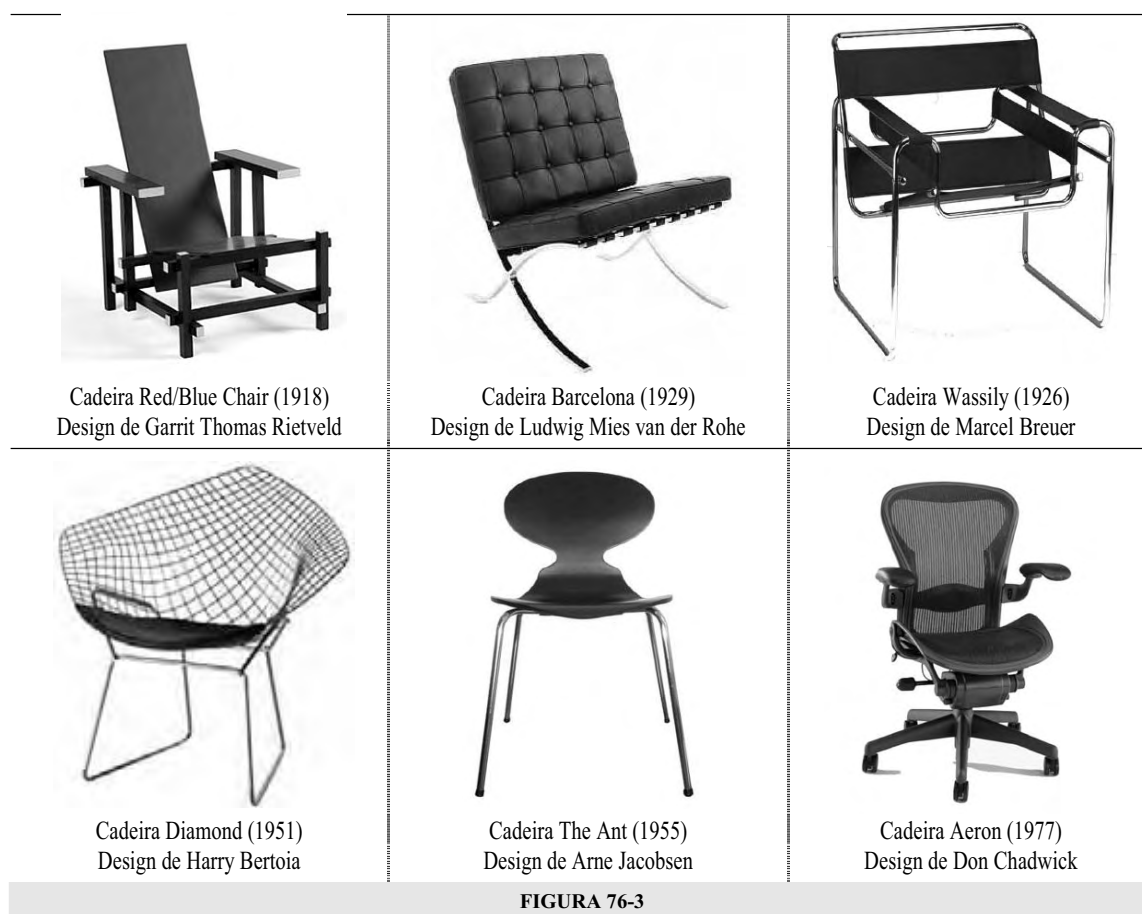 Cadeira Red/Blue Chair (1918)
Design de Garrit Thomas Rietveld
Cadeira Barcelona (1929)
Design de Ludwig Mies van der Rohe
Cadeira Wassily (1926)
Design de Marcel Breuer
Cadeira Diamond (1951)
Design de Harry Bertoia
Cadeira The Ant (1955)
Design de Arne Jacobsen
Cadeira Aeron (1977)
Design de Don Chadwick
FIGURA 76-3